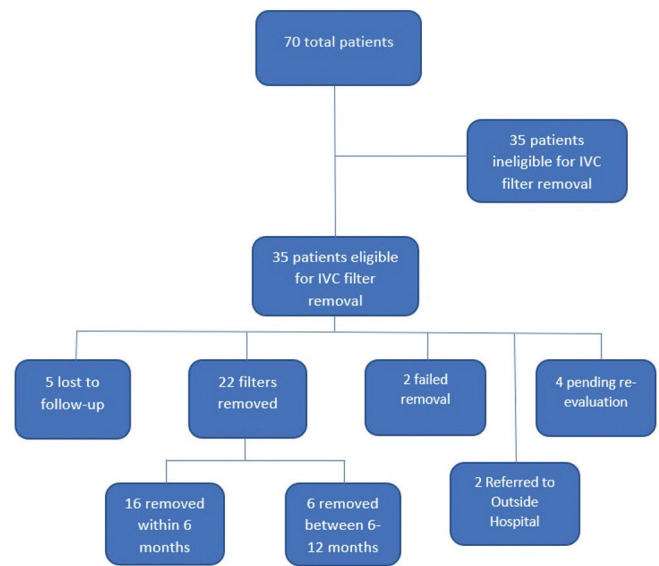 70 total patients
35 patients
ineligible for IVC
filter removal
35 patients eligible
for IVC filter
removal
5 lost to
follow-up
22 filters
removed
2 failed
removal
4 pending re-
evaluation
16 removed
within 6
months
6 removed
between 6-
12 months
2 Referred to
Outside
Hospital